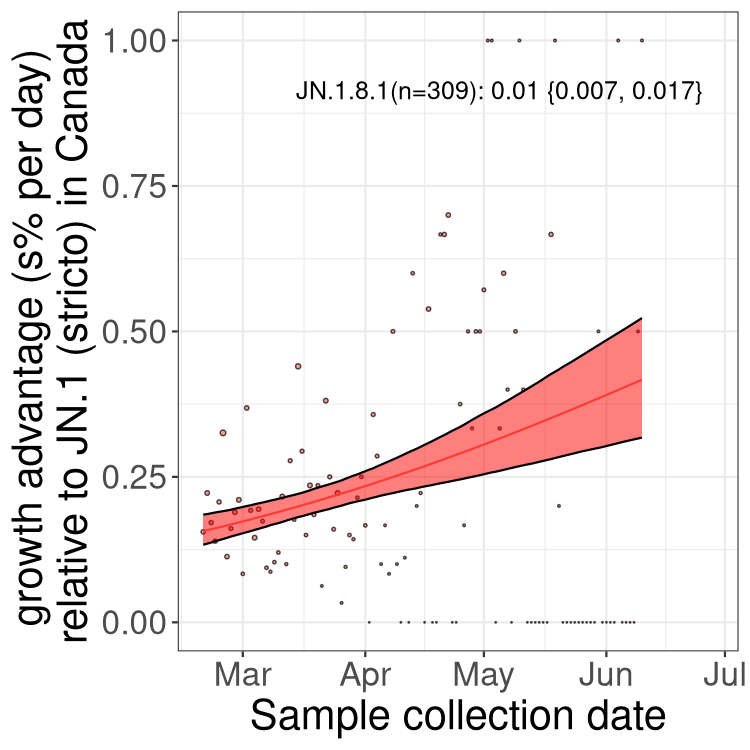 growth advantage (s% per day)
relative to JN.1 (stricto) in Canada
1.00
0.75
0.50
0.25
0.00
JN.1.8.1(n=309): 0.01 {0.007, 0.017}
Mar Apr May Jun Jul
Sample collection date